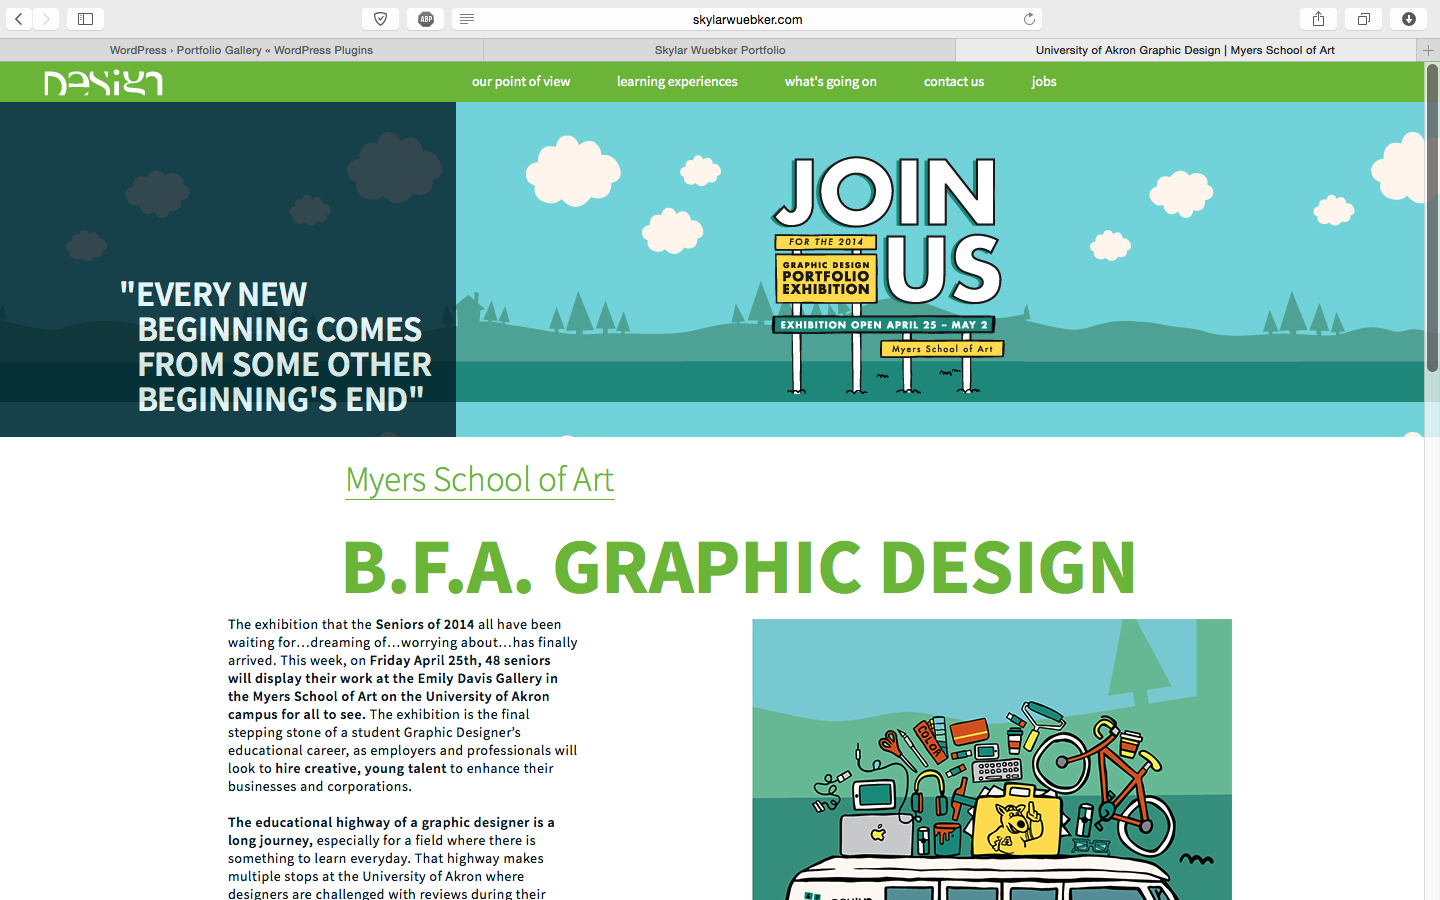 skylarwuebker.com
ABP
WordPress › Portfolio Gallery « WordPress Plugins
Skylar Wuebker Portfolio
University of Akron Graphic Design | Myers School of Art
Design
our point of view
learning experiences
what's going on
contact us
jobs
"EVERY NEW
BEGINNING COMES
FROM SOME OTHER
BEGINNING'S END"
JOIN
US
FOR THE 2014
GRAPHIC DESIGN
PORTFOLIO
EXHIBITION
EXHIBITION OPEN APRIL 25 – MAY 2
Myers School of Art
Myers School of Art
B.F.A. GRAPHIC DESIGN
The exhibition that the Seniors of 2014 all have been
waiting for...dreaming of...worrying about...has finally
arrived. This week, on Friday April 25th, 48 seniors
will display their work at the Emily Davis Gallery in
the Myers School of Art on the University of Akron
campus for all to see. The exhibition is the final
stepping stone of a student Graphic Designer's
educational career, as employers and professionals will
look to hire creative, young talent to enhance their
businesses and corporations.
The educational highway of a graphic designer is a
long journey, especially for a field where there is
something to learn everyday. That highway makes
multiple stops at the University of Akron where
designers are challenged with reviews during their
COLOR